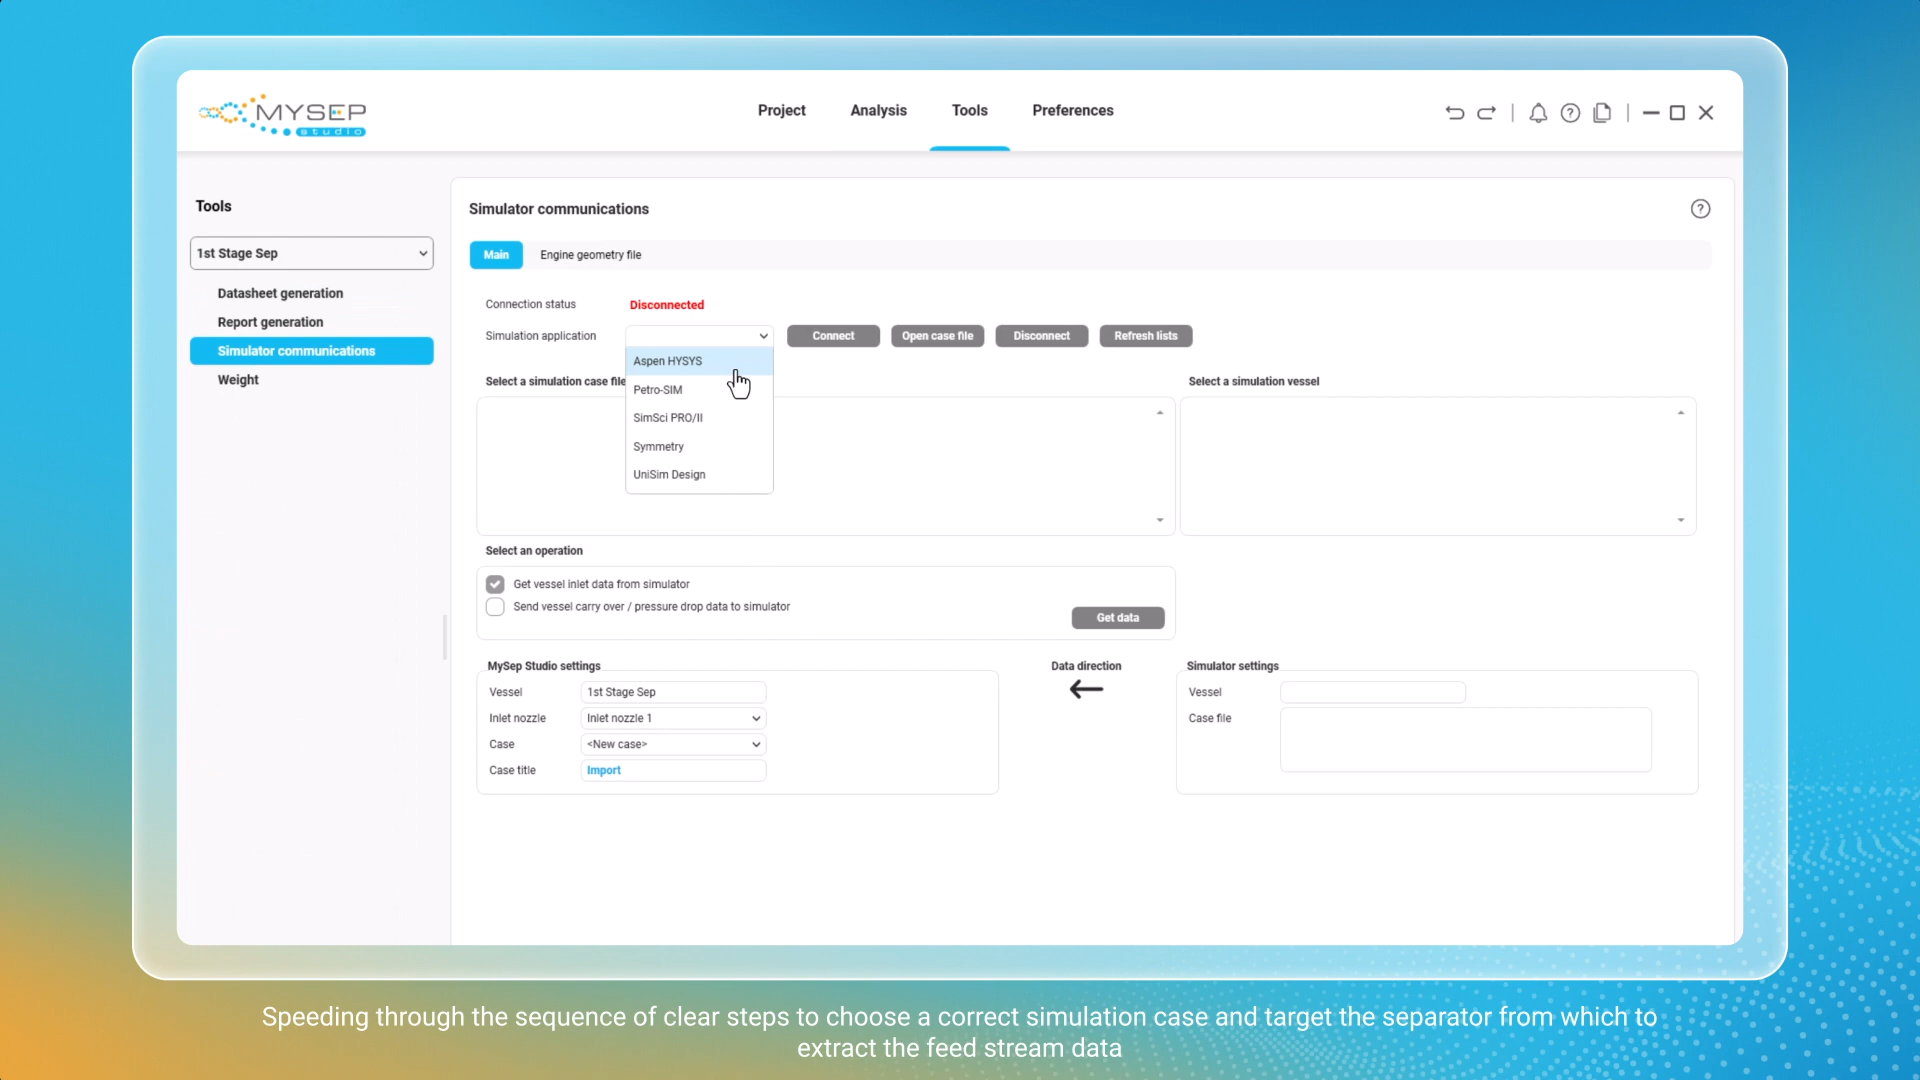 MYSEP
studio
Project
Analysis
Tools
Preferences
Tools
1st Stage Sep
Datasheet generation
Report generation
Simulator communications
Weight
Simulator communications
Main
Engine geometry file
Connection status
Disconnected
Simulation application
Connect
Open case file
Disconnect
Refresh lists
Aspen HYSYS
Petro-SIM
SimSci PRO/II
Symmetry
UniSim Design
Select a simulation case file
Select a simulation vessel
Select an operation
Get vessel inlet data from simulator
Send vessel carry over / pressure drop data to simulator
Get data
MySep Studio settings
Vessel
1st Stage Sep
Inlet nozzle
Inlet nozzle 1
Case
<New case>
Case title
Import
Data direction
Simulator settings
Vessel
Case file
Speeding through the sequence of clear steps to choose a correct simulation case and target the separator from which to
extract the feed stream data